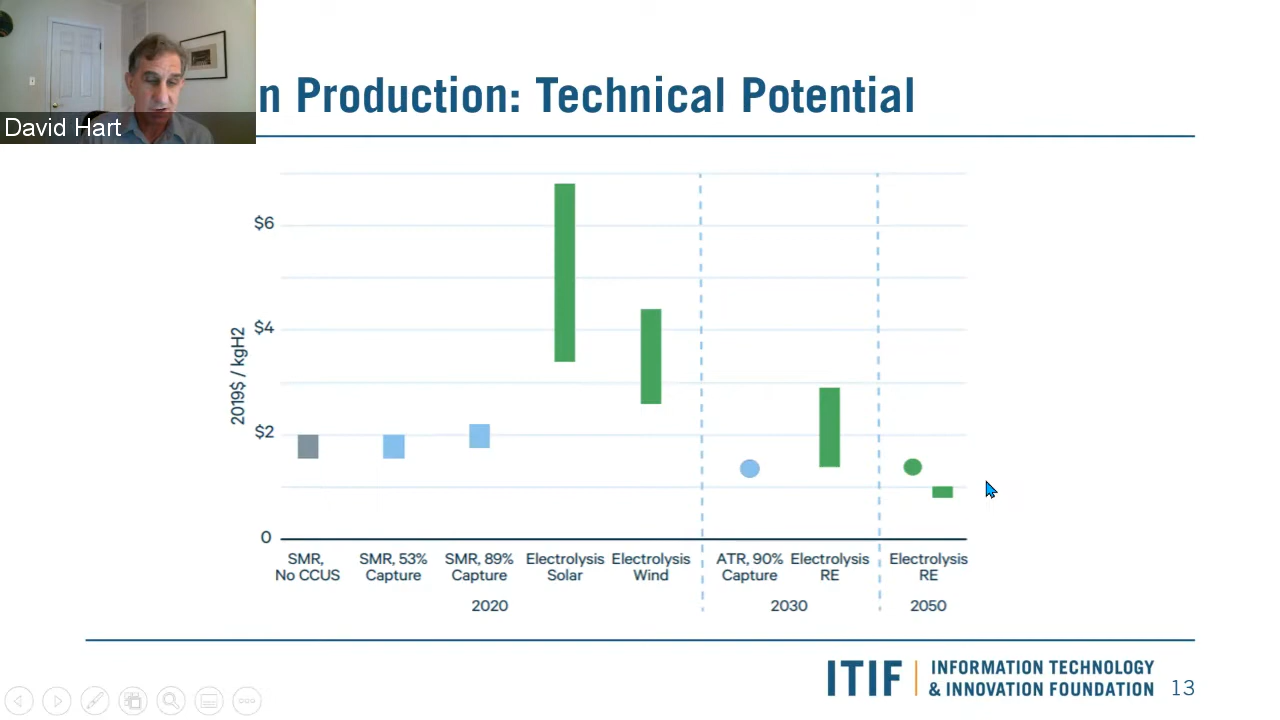 David Hart
n Production: Technical Potential
$6
$4
$2
0
2019$ / kgH2
SMR,
No CCUS
SMR, 53%
Capture
SMR, 89%
Capture
Electrolysis
Solar
Electrolysis
Wind
ATR, 90%
Capture
Electrolysis
RE
Electrolysis
RE
2020
2030
2050
ITIF
INFORMATION TECHNOLOGY
& INNOVATION FOUNDATION
13